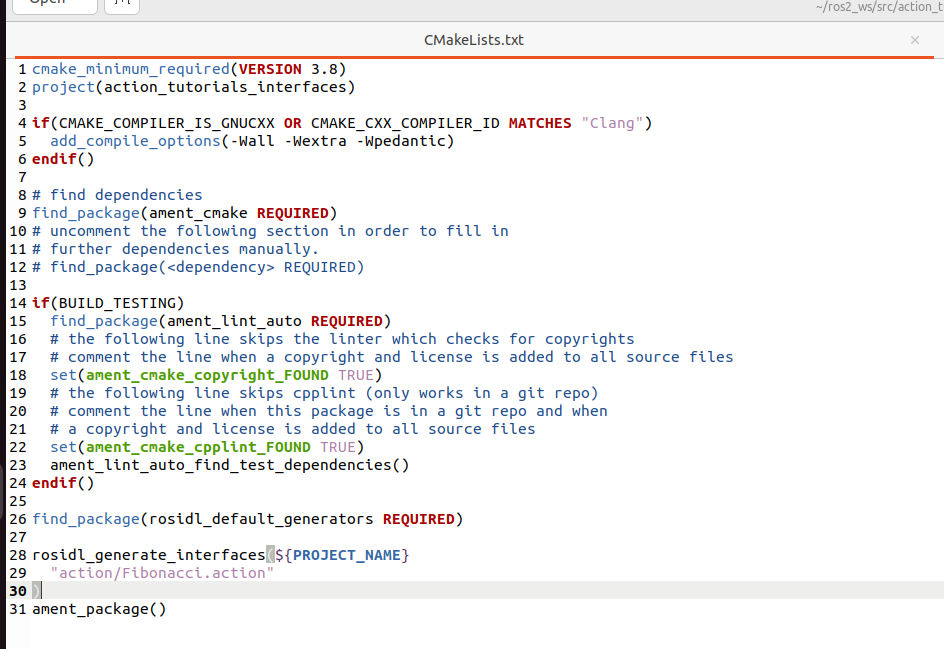 Open
~/ros2_ws/src/action_t
CMakeLists.txt
1 cmake_minimum_required(VERSION 3.8)
2 project(action_tutorials_interfaces)
3
4 if(CMAKE_COMPILER_IS_GNUCXX OR CMAKE_CXX_COMPILER_ID MATCHES "Clang")
5   add_compile_options(-Wall -Wextra -Wpedantic)
6 endif()
7
8 # find dependencies
9 find_package(ament_cmake REQUIRED)
10 # uncomment the following section in order to fill in
11 # further dependencies manually.
12 # find_package(<dependency> REQUIRED)
13
14 if(BUILD_TESTING)
15   find_package(ament_lint_auto REQUIRED)
16   # the following line skips the linter which checks for copyrights
17   # comment the line when a copyright and license is added to all source files
18   set(ament_cmake_copyright_FOUND TRUE)
19   # the following line skips cpplint (only works in a git repo)
20   # comment the line when this package is in a git repo and when
21   # a copyright and license is added to all source files
22   set(ament_cmake_cpplint_FOUND TRUE)
23   ament_lint_auto_find_test_dependencies()
24 endif()
25
26 find_package(rosidl_default_generators REQUIRED)
27
28 rosidl_generate_interfaces(${PROJECT_NAME}
29   "action/Fibonacci.action"
30 )
31 ament_package()